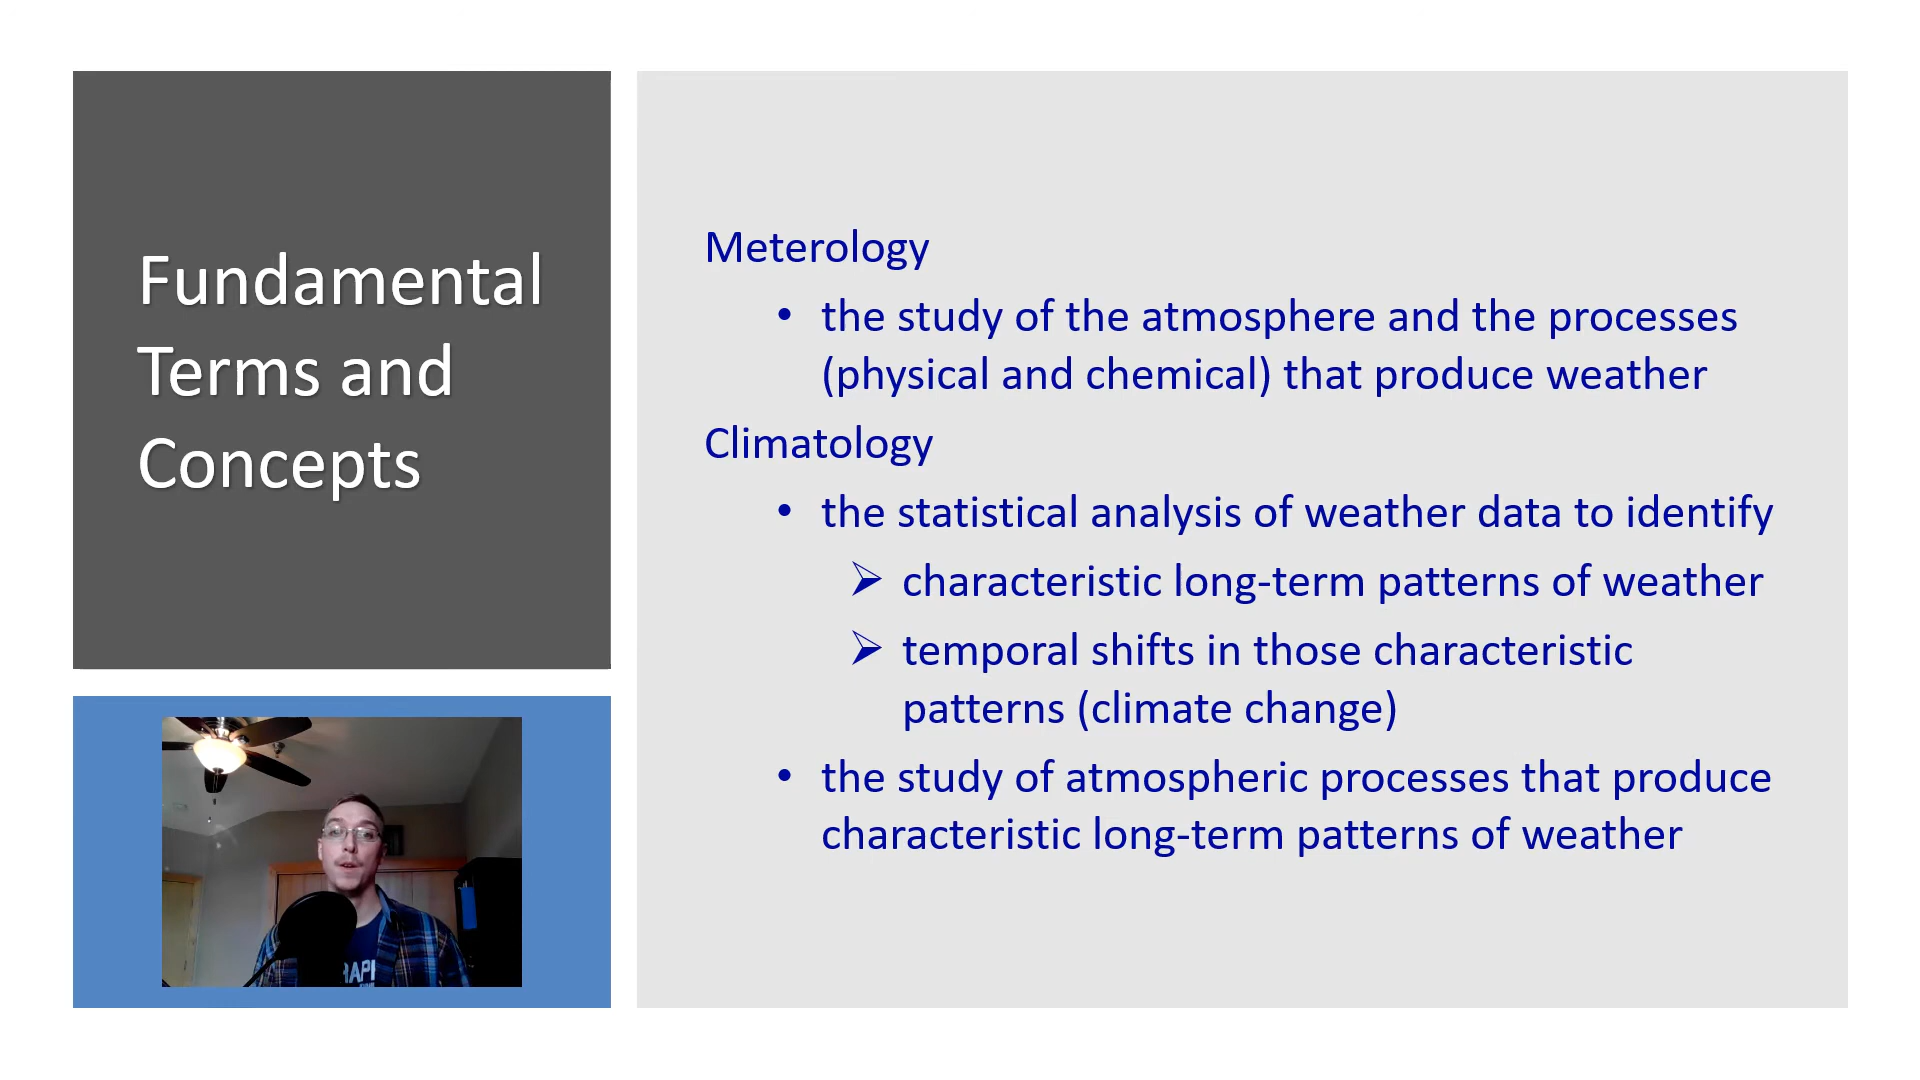 Fundamental
Terms and
Concepts
Meterology
• the study of the atmosphere and the processes
(physical and chemical) that produce weather
Climatology
• the statistical analysis of weather data to identify
➢ characteristic long-term patterns of weather
➢ temporal shifts in those characteristic
patterns (climate change)
• the study of atmospheric processes that produce
characteristic long-term patterns of weather